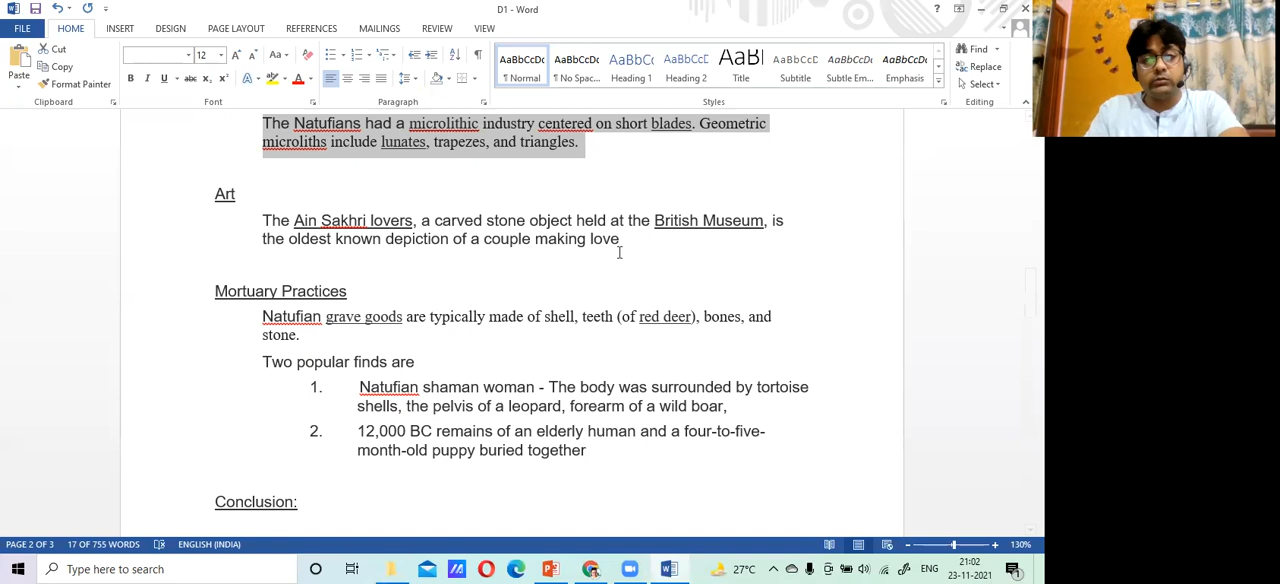 D1 - Word
FILE HOME INSERT DESIGN PAGE LAYOUT REFERENCES MAILINGS REVIEW VIEW
Paste
Cut
Copy
Format Painter
12
Find
Replace
Select
AaBbCcDc AaBbCcDc AaBbCc AaBbCc AaBl AaBbCcD AaBbCcDc AaBbCcDc
¶ Normal ¶ No Spac... Heading 1 Heading 2 Title Subtitle Subtle Em... Emphasis
Clipboard Font Paragraph Styles Editing
The Natufians had a microlithic industry centered on short blades. Geometric
microliths include lunates, trapezes, and triangles.
Art
The Ain Sakhri lovers, a carved stone object held at the British Museum, is
the oldest known depiction of a couple making love
Mortuary Practices
Natufian grave goods are typically made of shell, teeth (of red deer), bones, and
stone.
Two popular finds are
1. Natufian shaman woman - The body was surrounded by tortoise
shells, the pelvis of a leopard, forearm of a wild boar,
2. 12,000 BC remains of an elderly human and a four-to-five-
month-old puppy buried together
Conclusion:
PAGE 2 OF 3 17 OF 755 WORDS ENGLISH (INDIA) 130%
Type here to search
27°C
ENG
21:02
23-11-2021